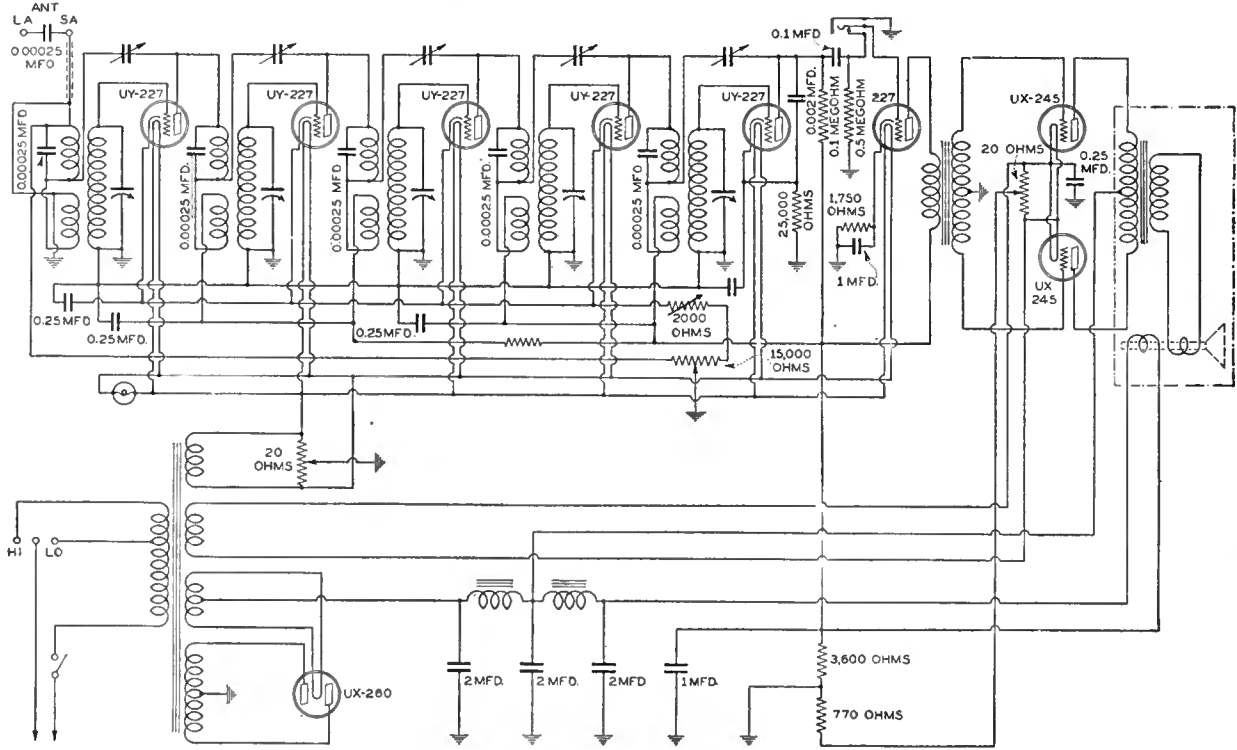 ANT
LA
SA
0.00025
MFD
UY-227
UY-227
UY-227
UY-227
UY-227
0.1 MFD
0.002 MFD.
0.1 MEGOHM
0.5 MEGOHM
227
UX-245
20 OHMS
0.25
MFD.
0.00025 MFD
0.00025 MFD.
0.00025 MFD
0.00025 MFD.
0.00025 MFD
25,000
OHMS
1,750
OHMS
1 MFD.
UX
245
0.25 MFD
0.25 MFD.
0.25 MFD.
2000
OHMS
15,000
OHMS
20
OHMS
HI
LO
UX-280
2 MFD.
2 MFD.
2 MFD
1 MFD.
3,600 OHMS
770 OHMS